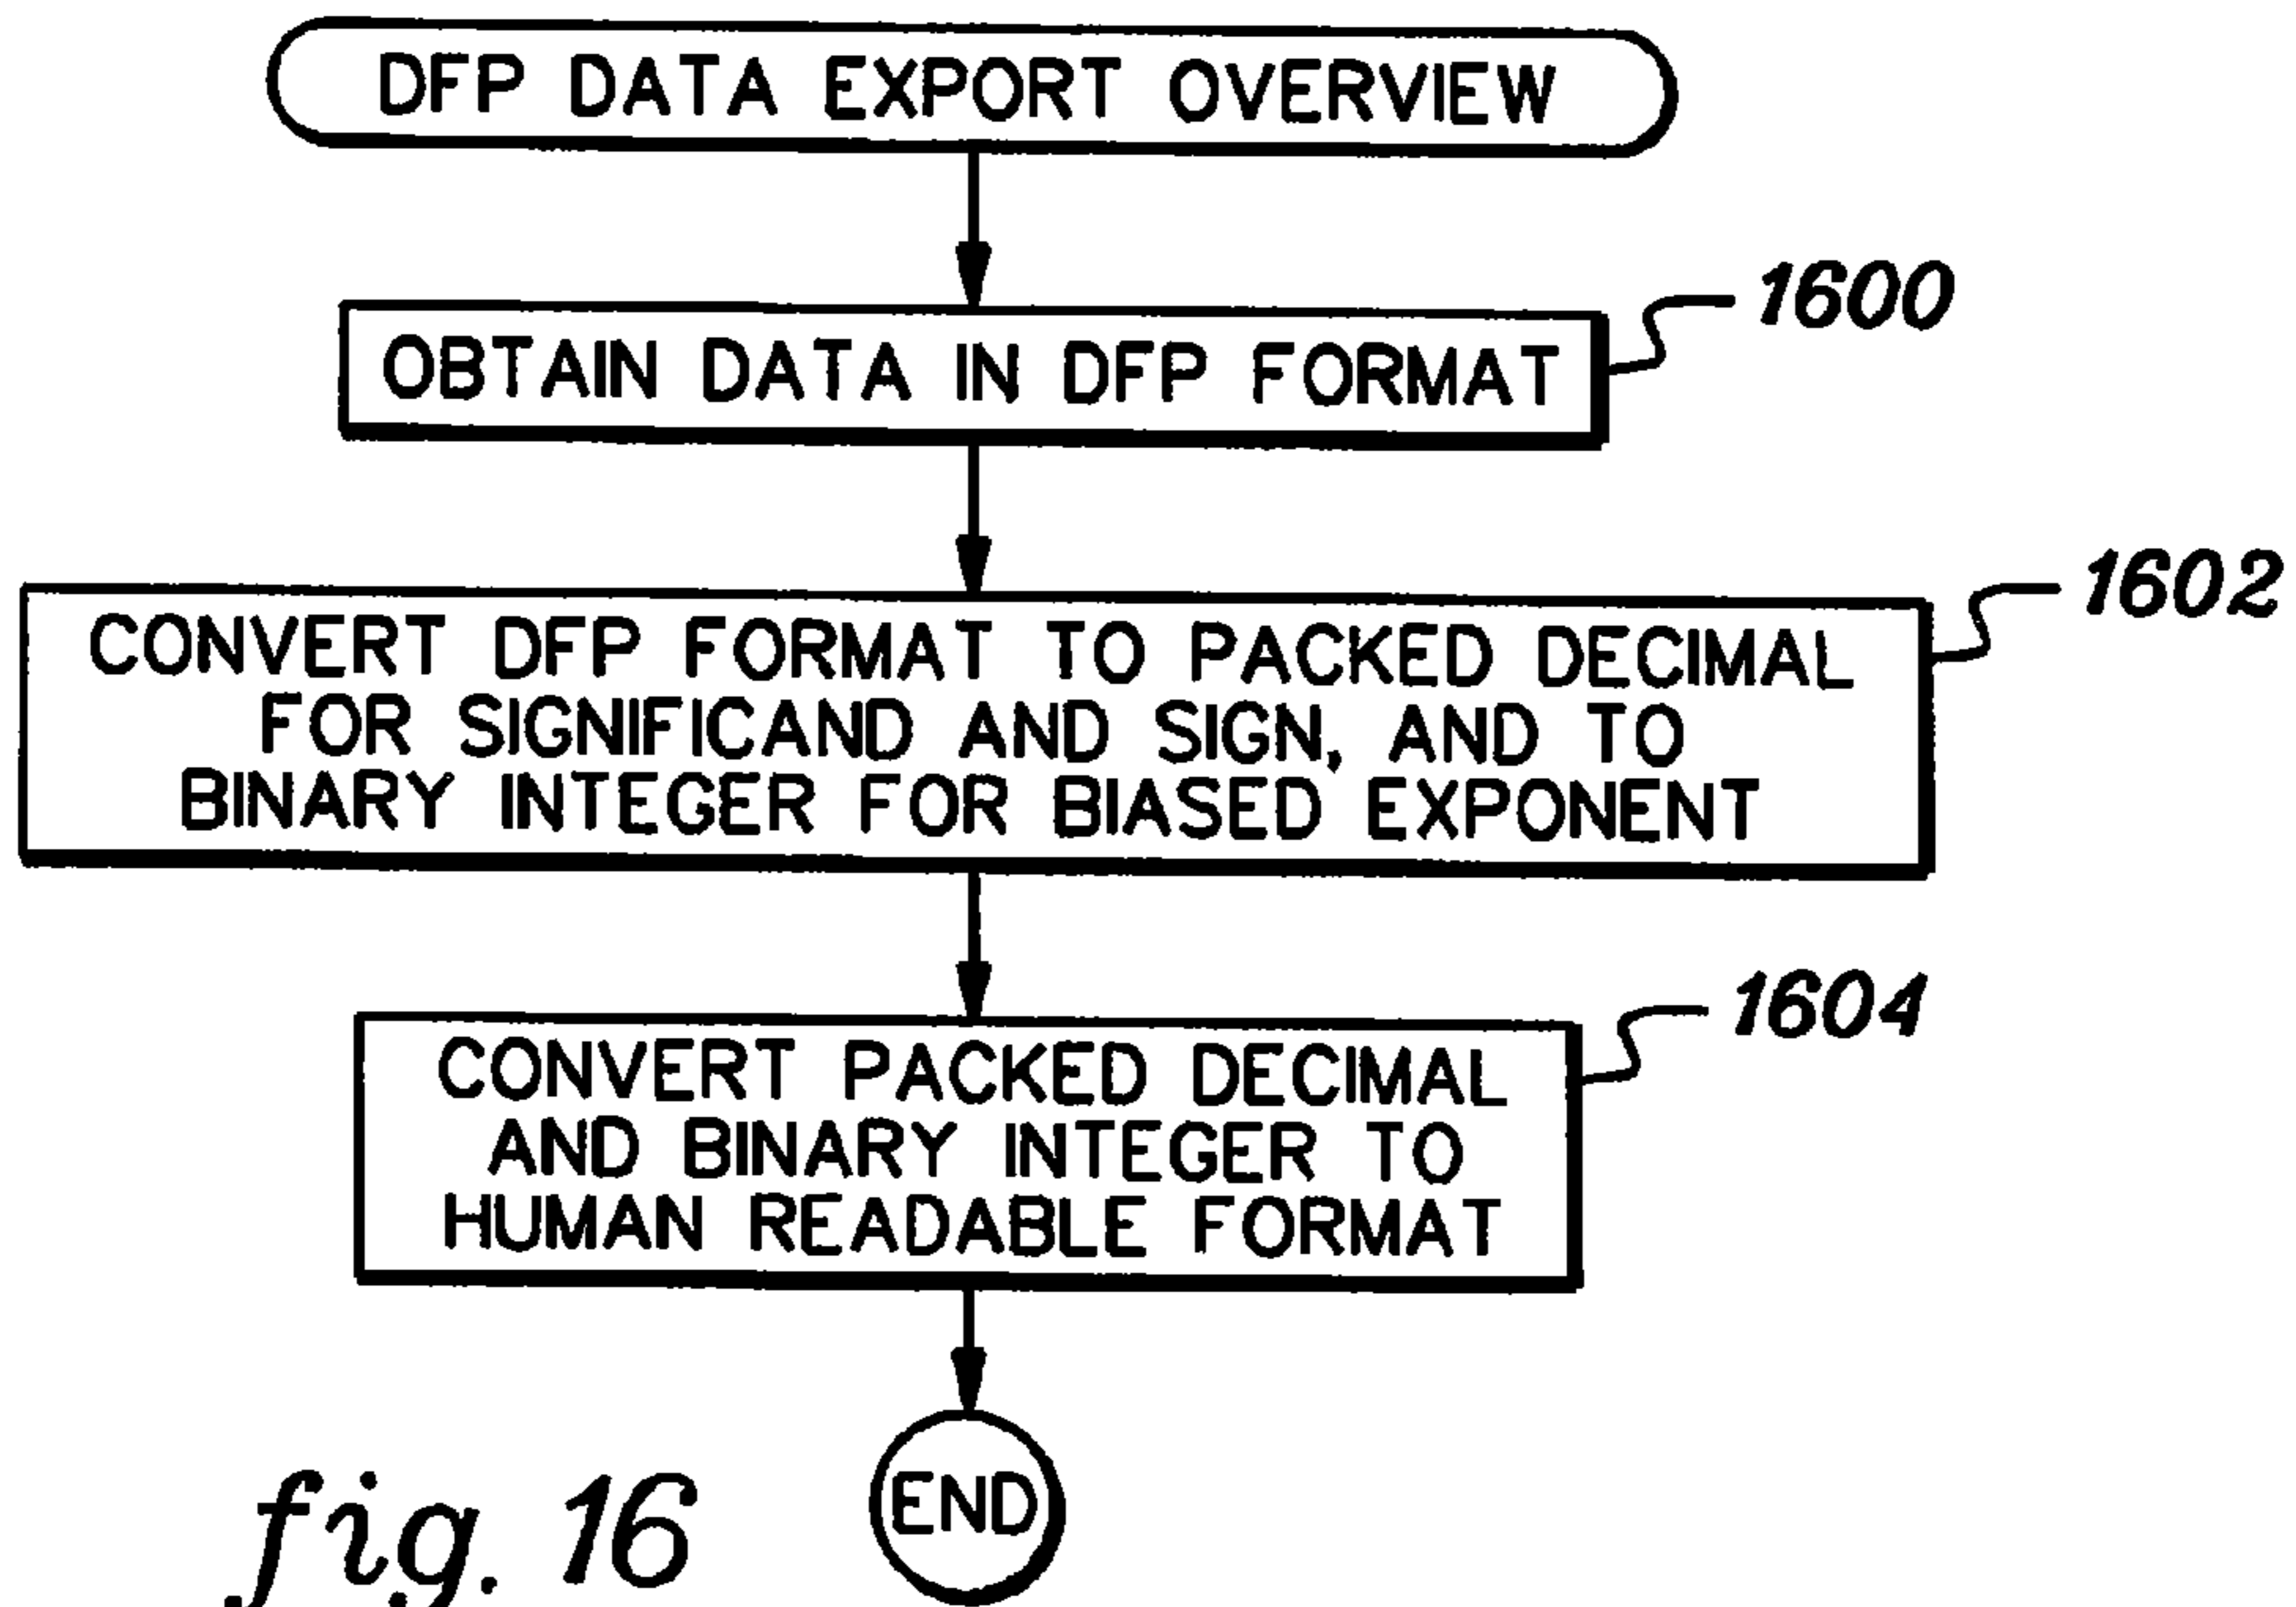 DFP DATA EXPORT OVERVIEW
1600
OBTAIN DATA IN DFP FORMAT
1602
CONVERT DFP FORMAT TO PACKED DECIMAL
FOR SIGNIFICAND AND SIGN, AND TO
BINARY INTEGER FOR BIASED EXPONENT
1604
CONVERT PACKED DECIMAL
AND BINARY INTEGER TO
HUMAN READABLE FORMAT
END
fig. 16